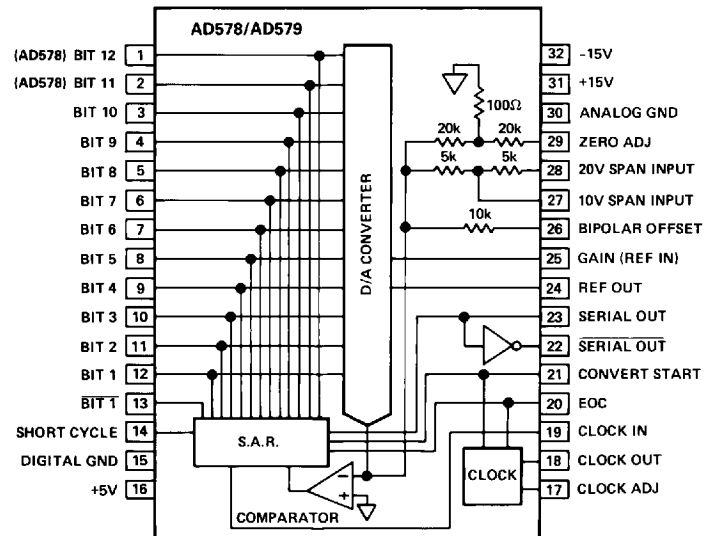 AD578/AD579
(AD578) BIT 12 1
(AD578) BIT 11 2
BIT 10 3
BIT 9 4
BIT 8 5
BIT 7 6
BIT 6 7
BIT 5 8
BIT 4 9
BIT 3 10
BIT 2 11
BIT 1 12
BIT 1 13
SHORT CYCLE 14
DIGITAL GND 15
+5V 16
D/A CONVERTER
S.A.R.
COMPARATOR
−
+
100Ω
20k 20k
5k 5k
10k
CLOCK
32 -15V
31 +15V
30 ANALOG GND
29 ZERO ADJ
28 20V SPAN INPUT
27 10V SPAN INPUT
26 BIPOLAR OFFSET
25 GAIN (REF IN)
24 REF OUT
23 SERIAL OUT
22 SERIAL OUT
21 CONVERT START
20 EOC
19 CLOCK IN
18 CLOCK OUT
17 CLOCK ADJ